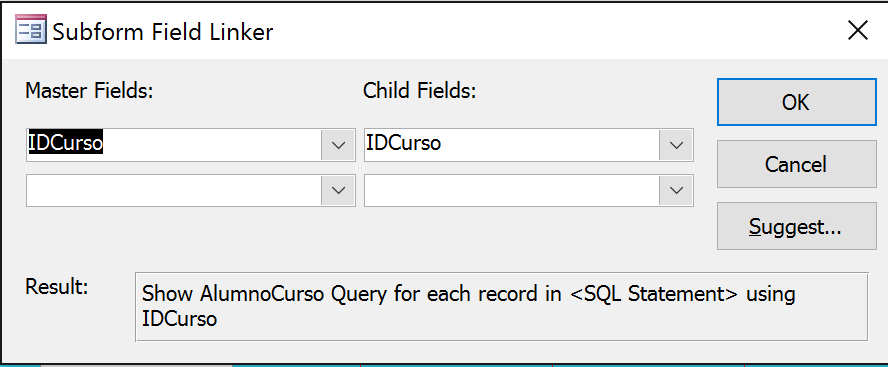 Subform Field Linker
Master Fields:
Child Fields:
OK
IDCurso
IDCurso
Cancel
Suggest...
Result:
Show AlumnoCurso Query for each record in <SQL Statement> using
IDCurso